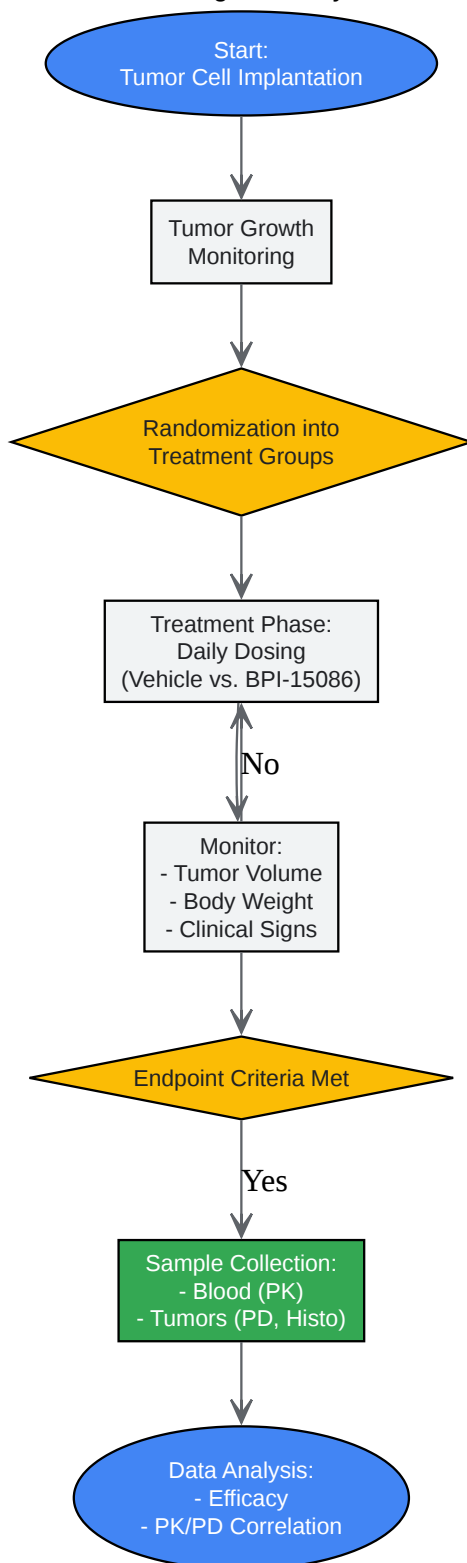 Start:
Tumor Cell Implantation
Tumor Growth
Monitoring
Randomization into
Treatment Groups
Treatment Phase:
Daily Dosing
(Vehicle vs. BPI-15086)
No
Monitor:
- Tumor Volume
- Body Weight
- Clinical Signs
Endpoint Criteria Met
Yes
Sample Collection:
- Blood (PK)
- Tumors (PD, Histo)
Data Analysis:
- Efficacy
- PK/PD Correlation